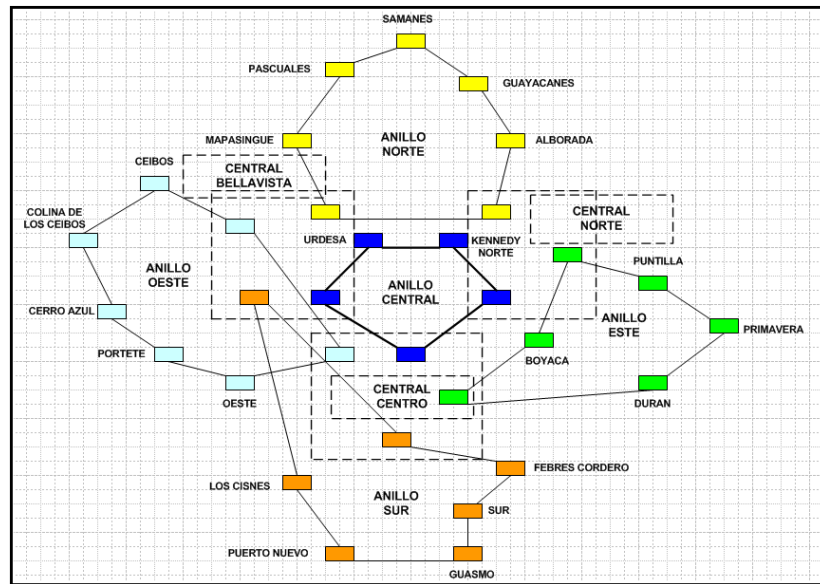 SAMANES
PASCUALES
GUAYACANES
MAPASINGUE
ANILLO
NORTE
ALBORADA
CEIBOS
CENTRAL
BELLAVISTA
COLINA DE
LOS CEIBOS
URDESA
KENNEDY
NORTE
CENTRAL
NORTE
PUNTILLA
ANILLO
OESTE
ANILLO
CENTRAL
ANILLO
ESTE
CERRO AZUL
PRIMAVERA
PORTETE
BOYACA
OESTE
CENTRAL
CENTRO
DURAN
FEBRES CORDERO
LOS CISNES
ANILLO
SUR
SUR
PUERTO NUEVO
GUASMO